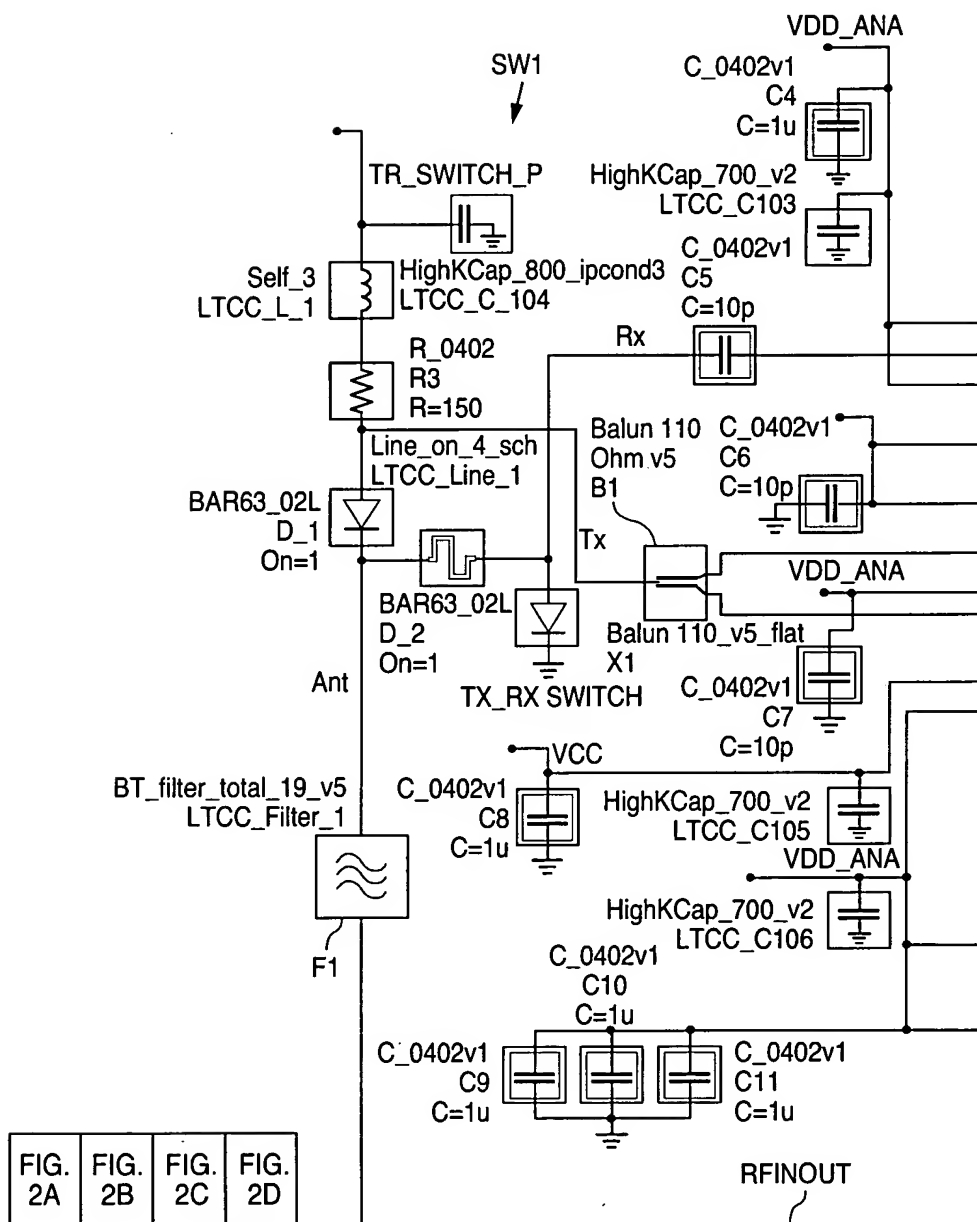 VDD_ANA
SW1
C_0402v1
C4
C=1u
TR_SWITCH_P
HighKCap_700_v2
LTCC_C103
C_0402v1
C5
C=10p
Self_3
LTCC_L_1
HighKCap_800_ipcond3
LTCC_C_104
Rx
R_0402
R3
R=150
Line_on_4_sch
LTCC_Line_1
Balun 110
Ohm v5
B1
C_0402v1
C6
C=10p
BAR63_02L
D_1
On=1
Tx
VDD_ANA
BAR63_02L
D_2
On=1
Balun 110_v5_flat
X1
Ant
TX_RX SWITCH
C_0402v1
C7
C=10p
VCC
BT_filter_total_19_v5
LTCC_Filter_1
C_0402v1
C8
C=1u
HighKCap_700_v2
LTCC_C105
VDD_ANA
HighKCap_700_v2
LTCC_C106
F1
C_0402v1
C10
C=1u
C_0402v1
C9
C=1u
C_0402v1
C11
C=1u
FIG. 2A
FIG. 2B
FIG. 2C
FIG. 2D
RFINOUT